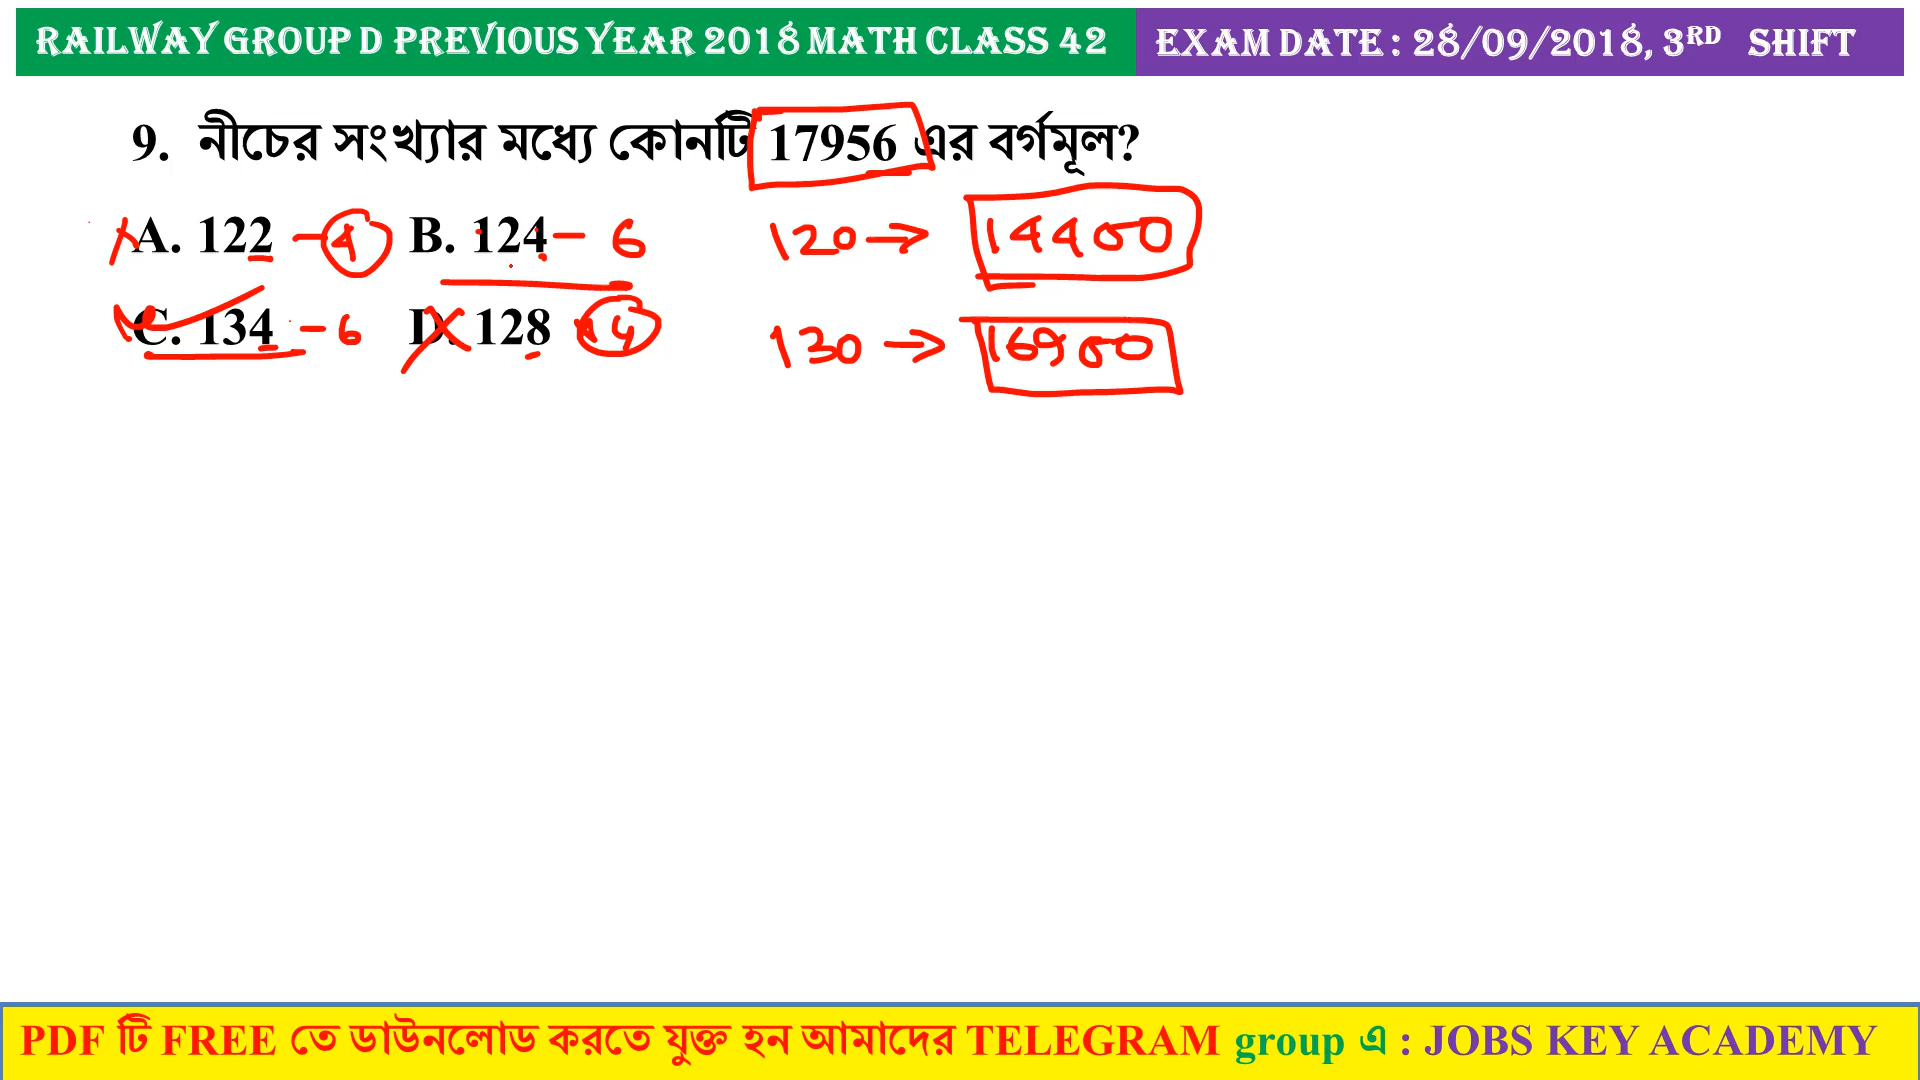 RAILWAY GROUP D PREVIOUS YEAR 2018 MATH CLASS 42 EXAM DATE : 28/09/2018, 3RD SHIFT
9. নীচের সংখ্যার মধ্যে কোনটি 17956 এর বর্গমূল?
A. 122 – 4 B. 124 – 6 120 → 14400
C. 134 – 6 D. 128 4 130 → 16900
PDF টি FREE তে ডাউনলোড করতে যুক্ত হন আমাদের TELEGRAM group এ : JOBS KEY ACADEMY